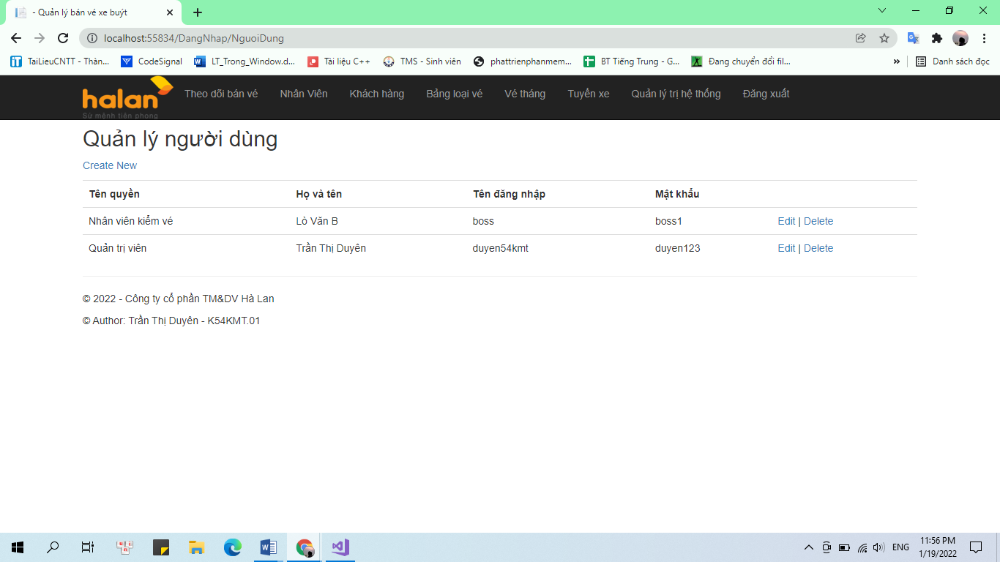 - Quản lý bán vé xe buýt
localhost:55834/DangNhap/NguoiDung
TaiLieuCNTT - Thàn... CodeSignal LT_Trong_Window.d... Tài liệu C++ TMS - Sinh viên phattrienphanmem... BT Tiếng Trung - G... Đang chuyển đổi fil... » Danh sách đọc
halan
Sứ mệnh tiên phong
Theo dõi bán vé Nhân Viên Khách hàng Bảng loại vé Vé tháng Tuyến xe Quản lý trị hệ thống Đăng xuất
Quản lý người dùng
Create New
Tên quyền Họ và tên Tên đăng nhập Mật khẩu
Nhân viên kiểm vé Lò Văn B boss boss1 Edit | Delete
Quản trị viên Trần Thị Duyên duyen54kmt duyen123 Edit | Delete
© 2022 - Công ty cổ phần TM&DV Hà Lan
© Author: Trần Thị Duyên - K54KMT.01
ENG
11:56 PM
1/19/2022